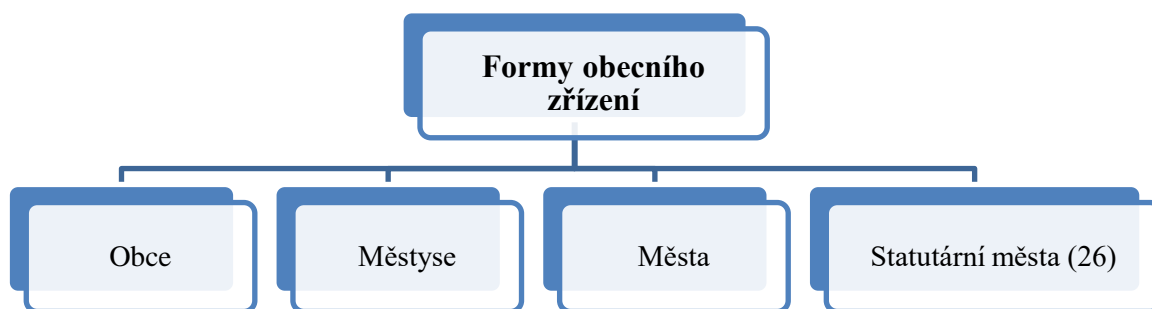 Formy obecního
zřízení
Obce
Městyse
Města
Statutární města (26)